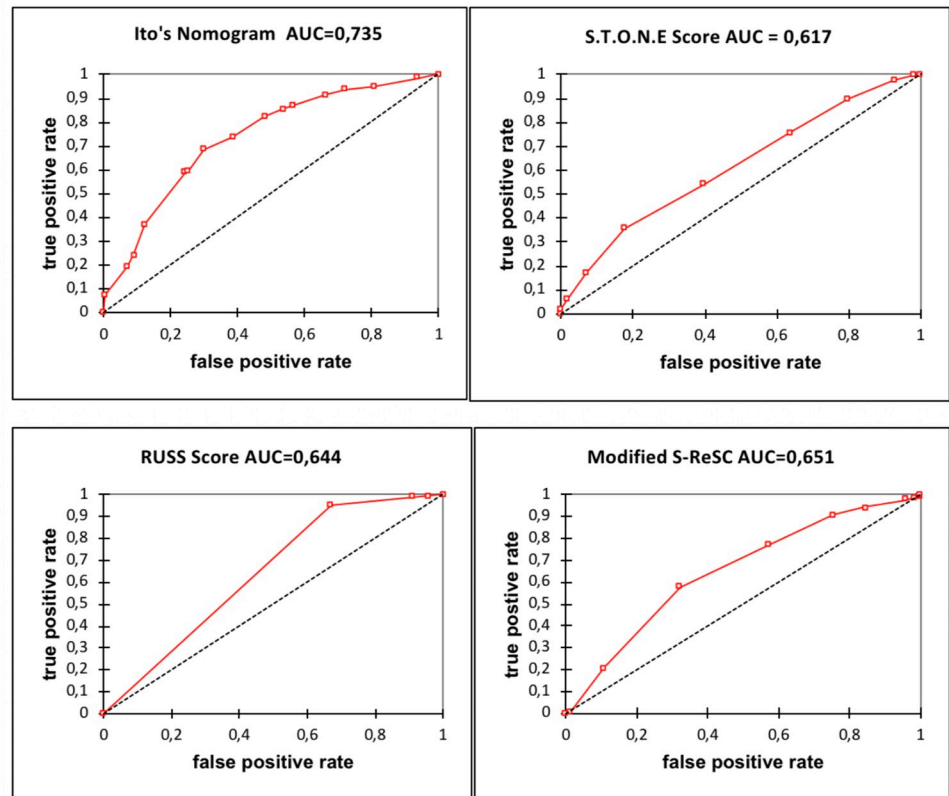 Ito's Nomogram AUC=0,735
1
0,9
0,8
0,7
0,6
0,5
0,4
0,3
0,2
0,1
0
true positive rate
0 0,2 0,4 0,6 0,8 1
false positive rate
S.T.O.N.E Score AUC = 0,617
1
0,9
0,8
0,7
0,6
0,5
0,4
0,3
0,2
0,1
0
true positive rate
0 0,2 0,4 0,6 0,8 1
false positive rate
RUSS Score AUC=0,644
1
0,9
0,8
0,7
0,6
0,5
0,4
0,3
0,2
0,1
0
true positive rate
0 0,2 0,4 0,6 0,8 1
false positive rate
Modified S-ReSC AUC=0,651
1
0,9
0,8
0,7
0,6
0,5
0,4
0,3
0,2
0,1
0
true positive rate
0 0,2 0,4 0,6 0,8 1
false positive rate